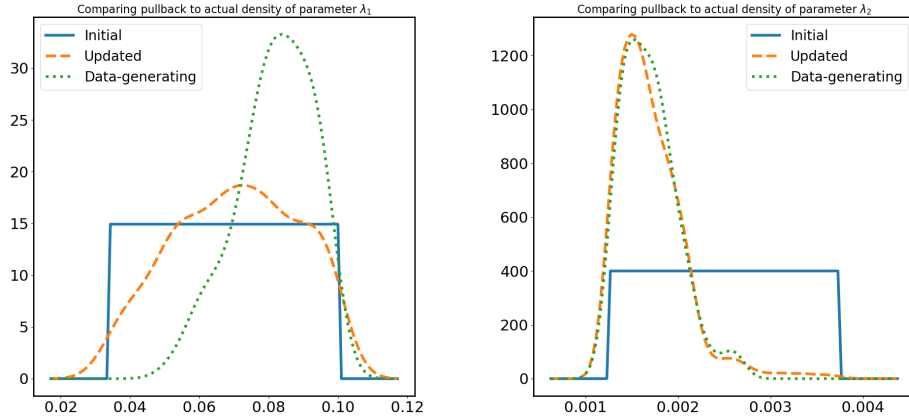 Comparing pullback to actual density of parameter λ₁
Initial
Updated
Data-generating
35
30
25
20
15
10
5
0
0.02 0.04 0.06 0.08 0.10 0.12
Comparing pullback to actual density of parameter λ₂
Initial
Updated
Data-generating
1200
1000
800
600
400
200
0
0.001 0.002 0.003 0.004